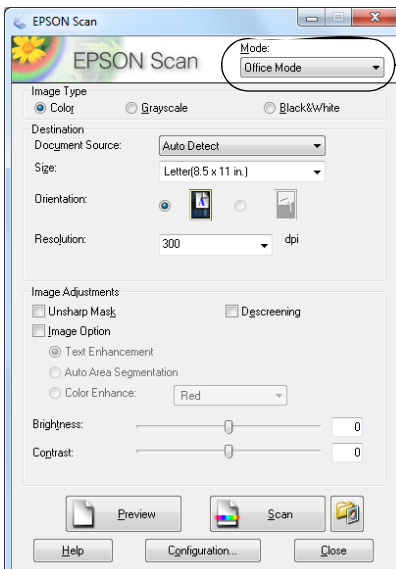 EPSON Scan
EPSON Scan
Mode:
Office Mode
Image Type
Color Grayscale Black&White
Destination
Document Source: Auto Detect
Size: Letter(8.5 x 11 in.)
Orientation: A
Resolution: 300 dpi
Image Adjustments
Unsharp Mask Descreening
Image Option
Text Enhancement
Auto Area Segmentation
Color Enhance: Red
Brightness: 0
Contrast: 0
Preview Scan
Help Configuration... Close